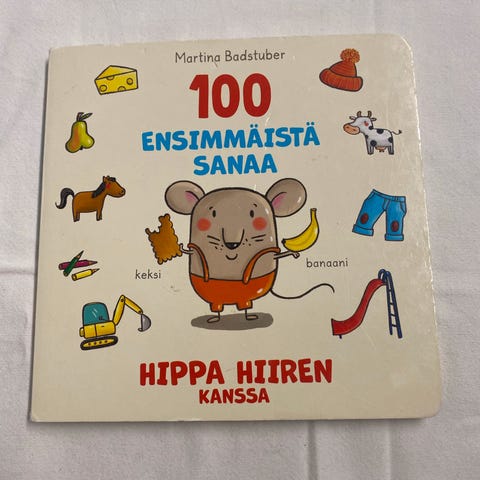 Martina Badstuber
100
ENSIMMÄISTÄ
SANAA
keksi
banaani
HIPPA HIIREN
KANSSA